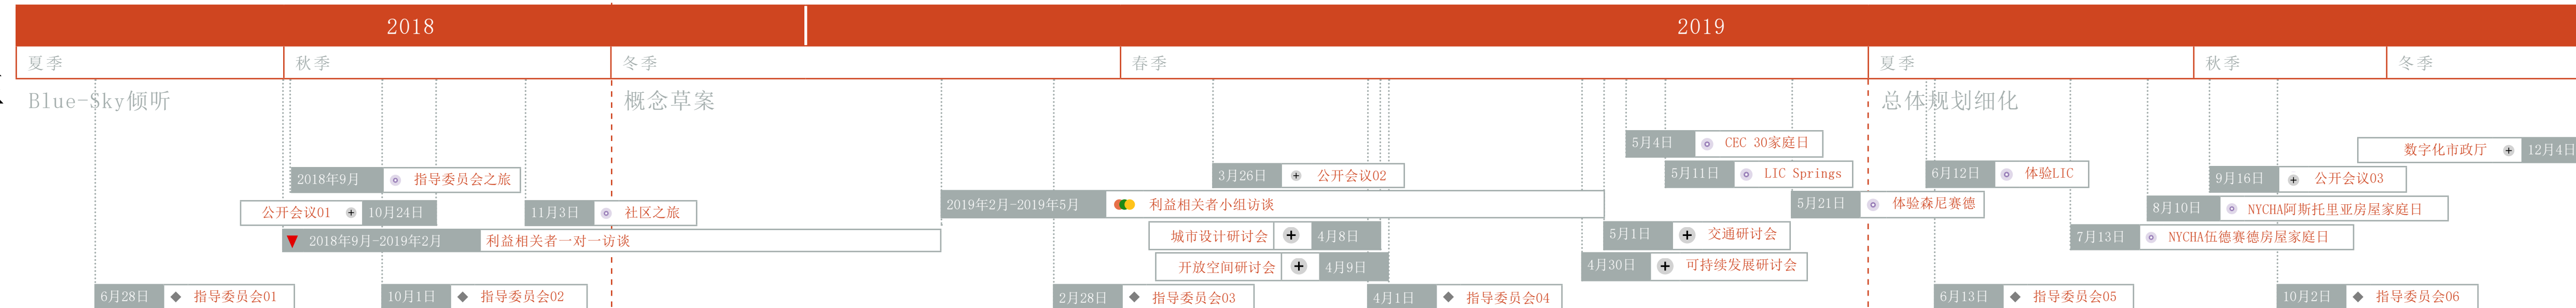 2018 2019
夏季 秋季 冬季 春季 夏季 秋季 冬季
Blue-Sky倾听 概念草案 总体规划细化
5月4日 CEC 30家庭日
数字化市政厅 12月4日
2018年9月 指导委员会之旅
3月26日 公开会议02
5月11日 LIC Springs
6月12日 体验LIC
9月16日 公开会议03
公开会议01 10月24日
11月3日 社区之旅
2019年2月-2019年5月 利益相关者小组访谈
5月21日 体验森尼赛德
8月10日 NYCHA阿斯托里亚房屋家庭日
2018年9月-2019年2月 利益相关者一对一访谈
城市设计研讨会 4月8日
5月1日 交通研讨会
7月13日 NYCHA伍德赛德房屋家庭日
开放空间研讨会 4月9日
4月30日 可持续发展研讨会
6月28日 指导委员会01
10月1日 指导委员会02
2月28日 指导委员会03
4月1日 指导委员会04
6月13日 指导委员会05
10月2日 指导委员会06